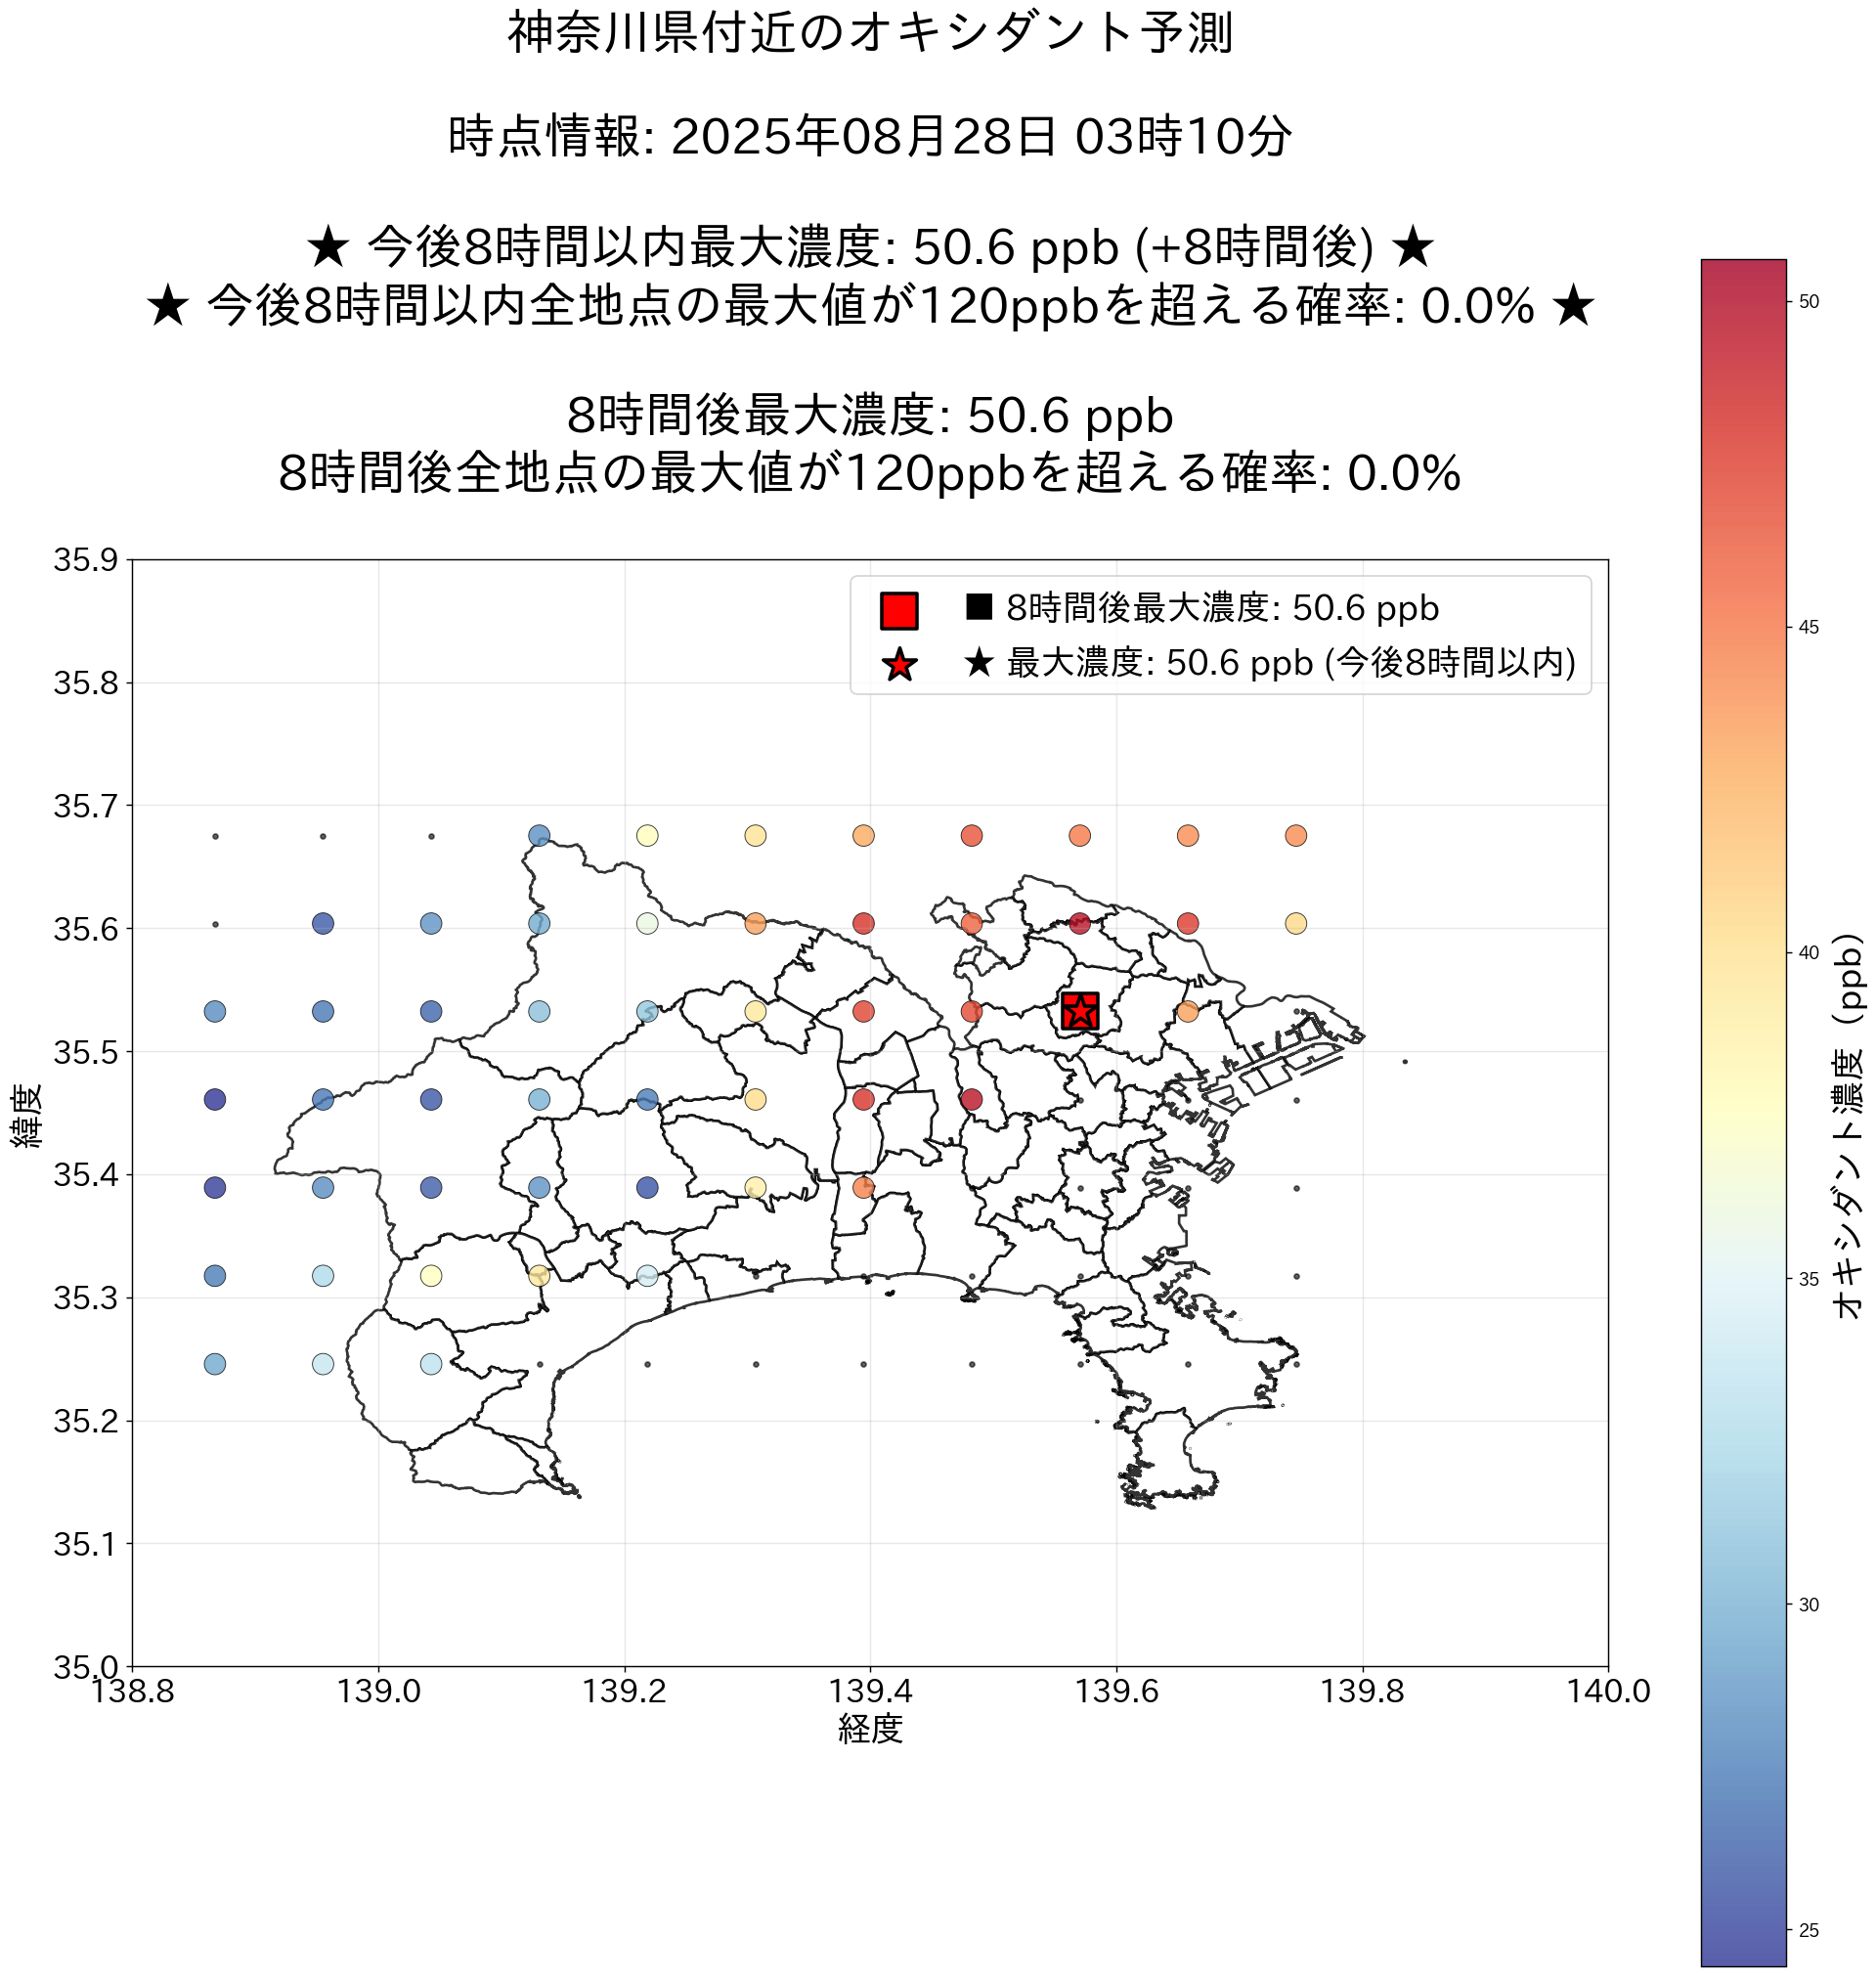 神奈川県付近のオキシダント予測
時点情報: 2025年08月28日 03時10分
★ 今後8時間以内最大濃度: 50.6 ppb (+8時間後) ★
★ 今後8時間以内全地点の最大値が120ppbを超える確率: 0.0% ★
8時間後最大濃度: 50.6 ppb
8時間後全地点の最大値が120ppbを超える確率: 0.0%
■ 8時間後最大濃度: 50.6 ppb
★ 最大濃度: 50.6 ppb (今後8時間以内)
35.9
35.8
35.7
35.6
35.5
35.4
35.3
35.2
35.1
35.0
緯度
138.8
139.0
139.2
139.4
139.6
139.8
140.0
経度
50
45
40
35
30
25
オキシダント濃度（ppb）